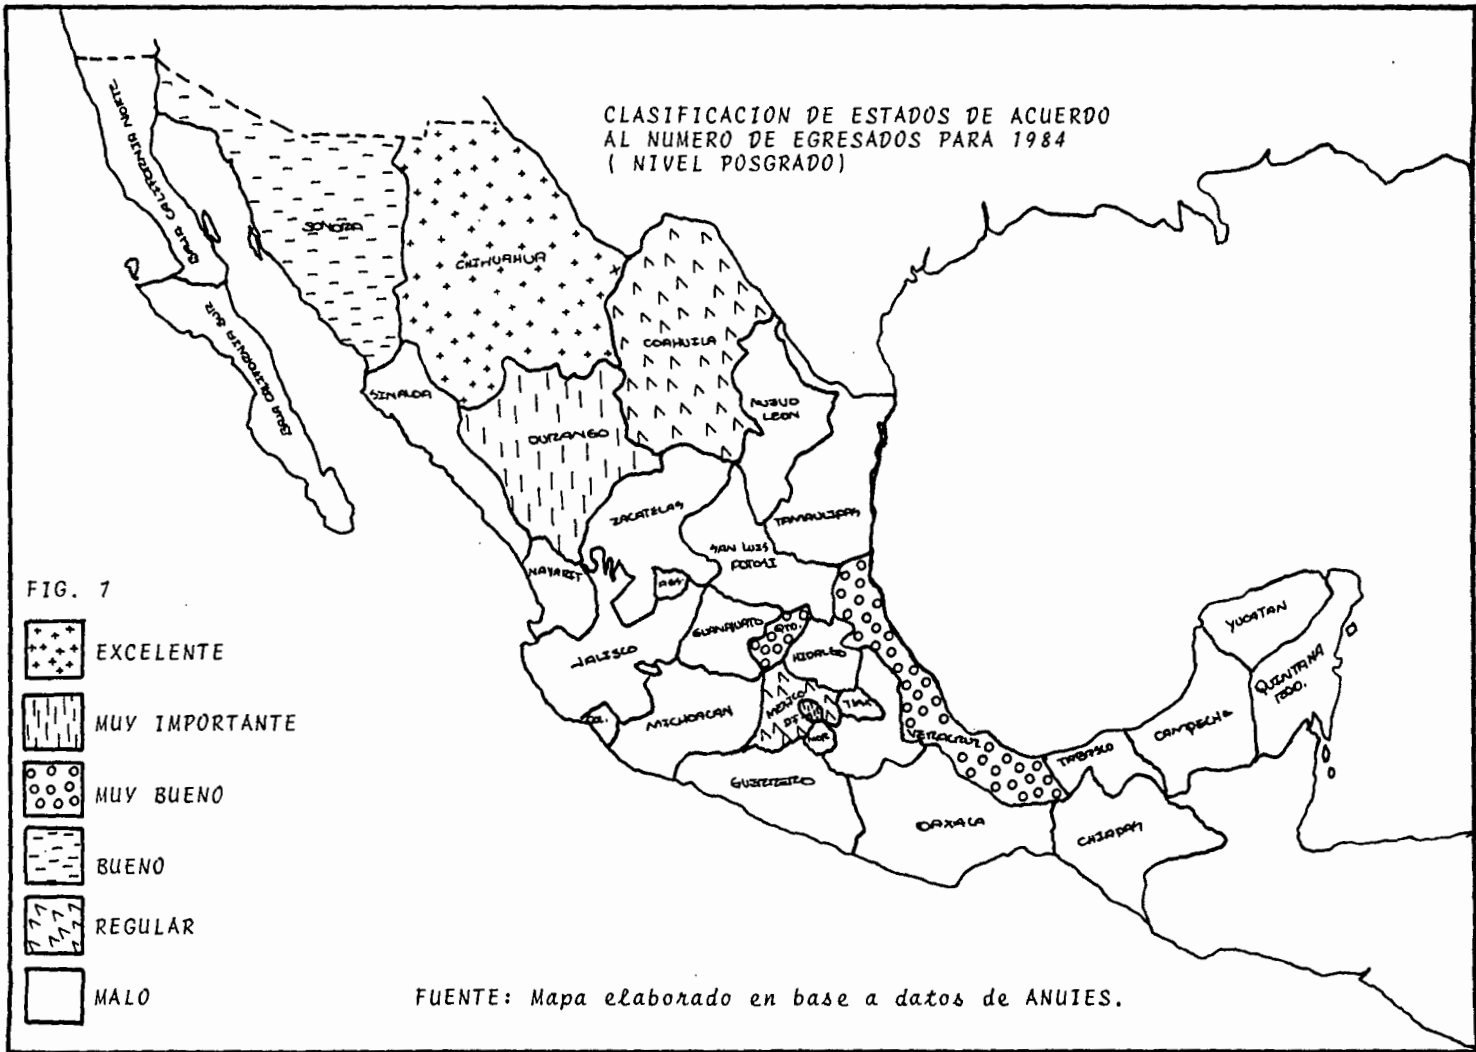 CLASIFICACION DE ESTADOS DE ACUERDO
AL NUMERO DE EGRESADOS PARA 1984
( NIVEL POSGRADO)
BAJA CALIFORNIA NORTE
BAJA CALIFORNIA SUR
SONORA
CHIHUAHUA
COAHUILA
SINALOA
NUEVO
LEON
DURANGO
ZACATECAS
TAMAULIPAS
SAN LUIS
POTOSI
NAYARIT
AGS.
GUANAJUATO
QTO.
HIDALGO
JALISCO
MEXICO
D.F.
TLAX
MOR
COL.
MICHOACAN
VERACRUZ
GUERRERO
OAXACA
TABASCO
CHIAPAS
CAMPECHE
YUCATAN
QUINTANA
ROO.
FIG. 7
EXCELENTE
MUY IMPORTANTE
MUY BUENO
BUENO
REGULAR
MALO
FUENTE: Mapa elaborado en base a datos de ANUIES.